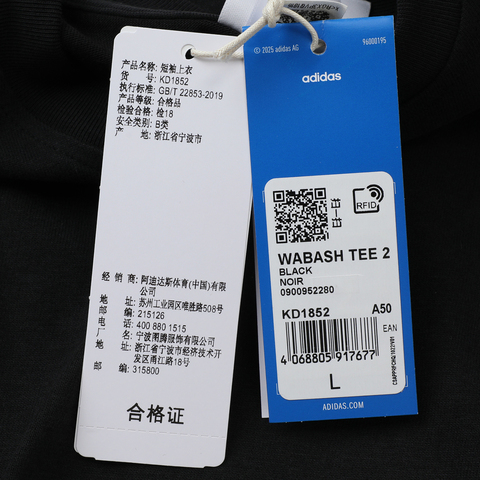 产品名称: 短袖上衣
货 号: KD1852
执行标准: GB/T 22853-2019
产品等级: 合格品
检验合格: 检18
安全类别: B类
产 地: 浙江省宁波市
经 销 商: 阿迪达斯体育(中国)有限
公司
地 址: 苏州工业园区唯胜路508号
邮 编: 215126
电 话: 400 880 1515
厂 名: 宁波图腾服饰有限公司
地 址: 浙江省宁波市经济技术开
发区甬江路18号
邮 编: 315800
合格证
© 2025 adidas AG
96000195
adidas
RFID
WABASH TEE 2
BLACK
NOIR
0900952280
KD1852 A50
EAN
4 068805 917677
L
ADIDAS.COM